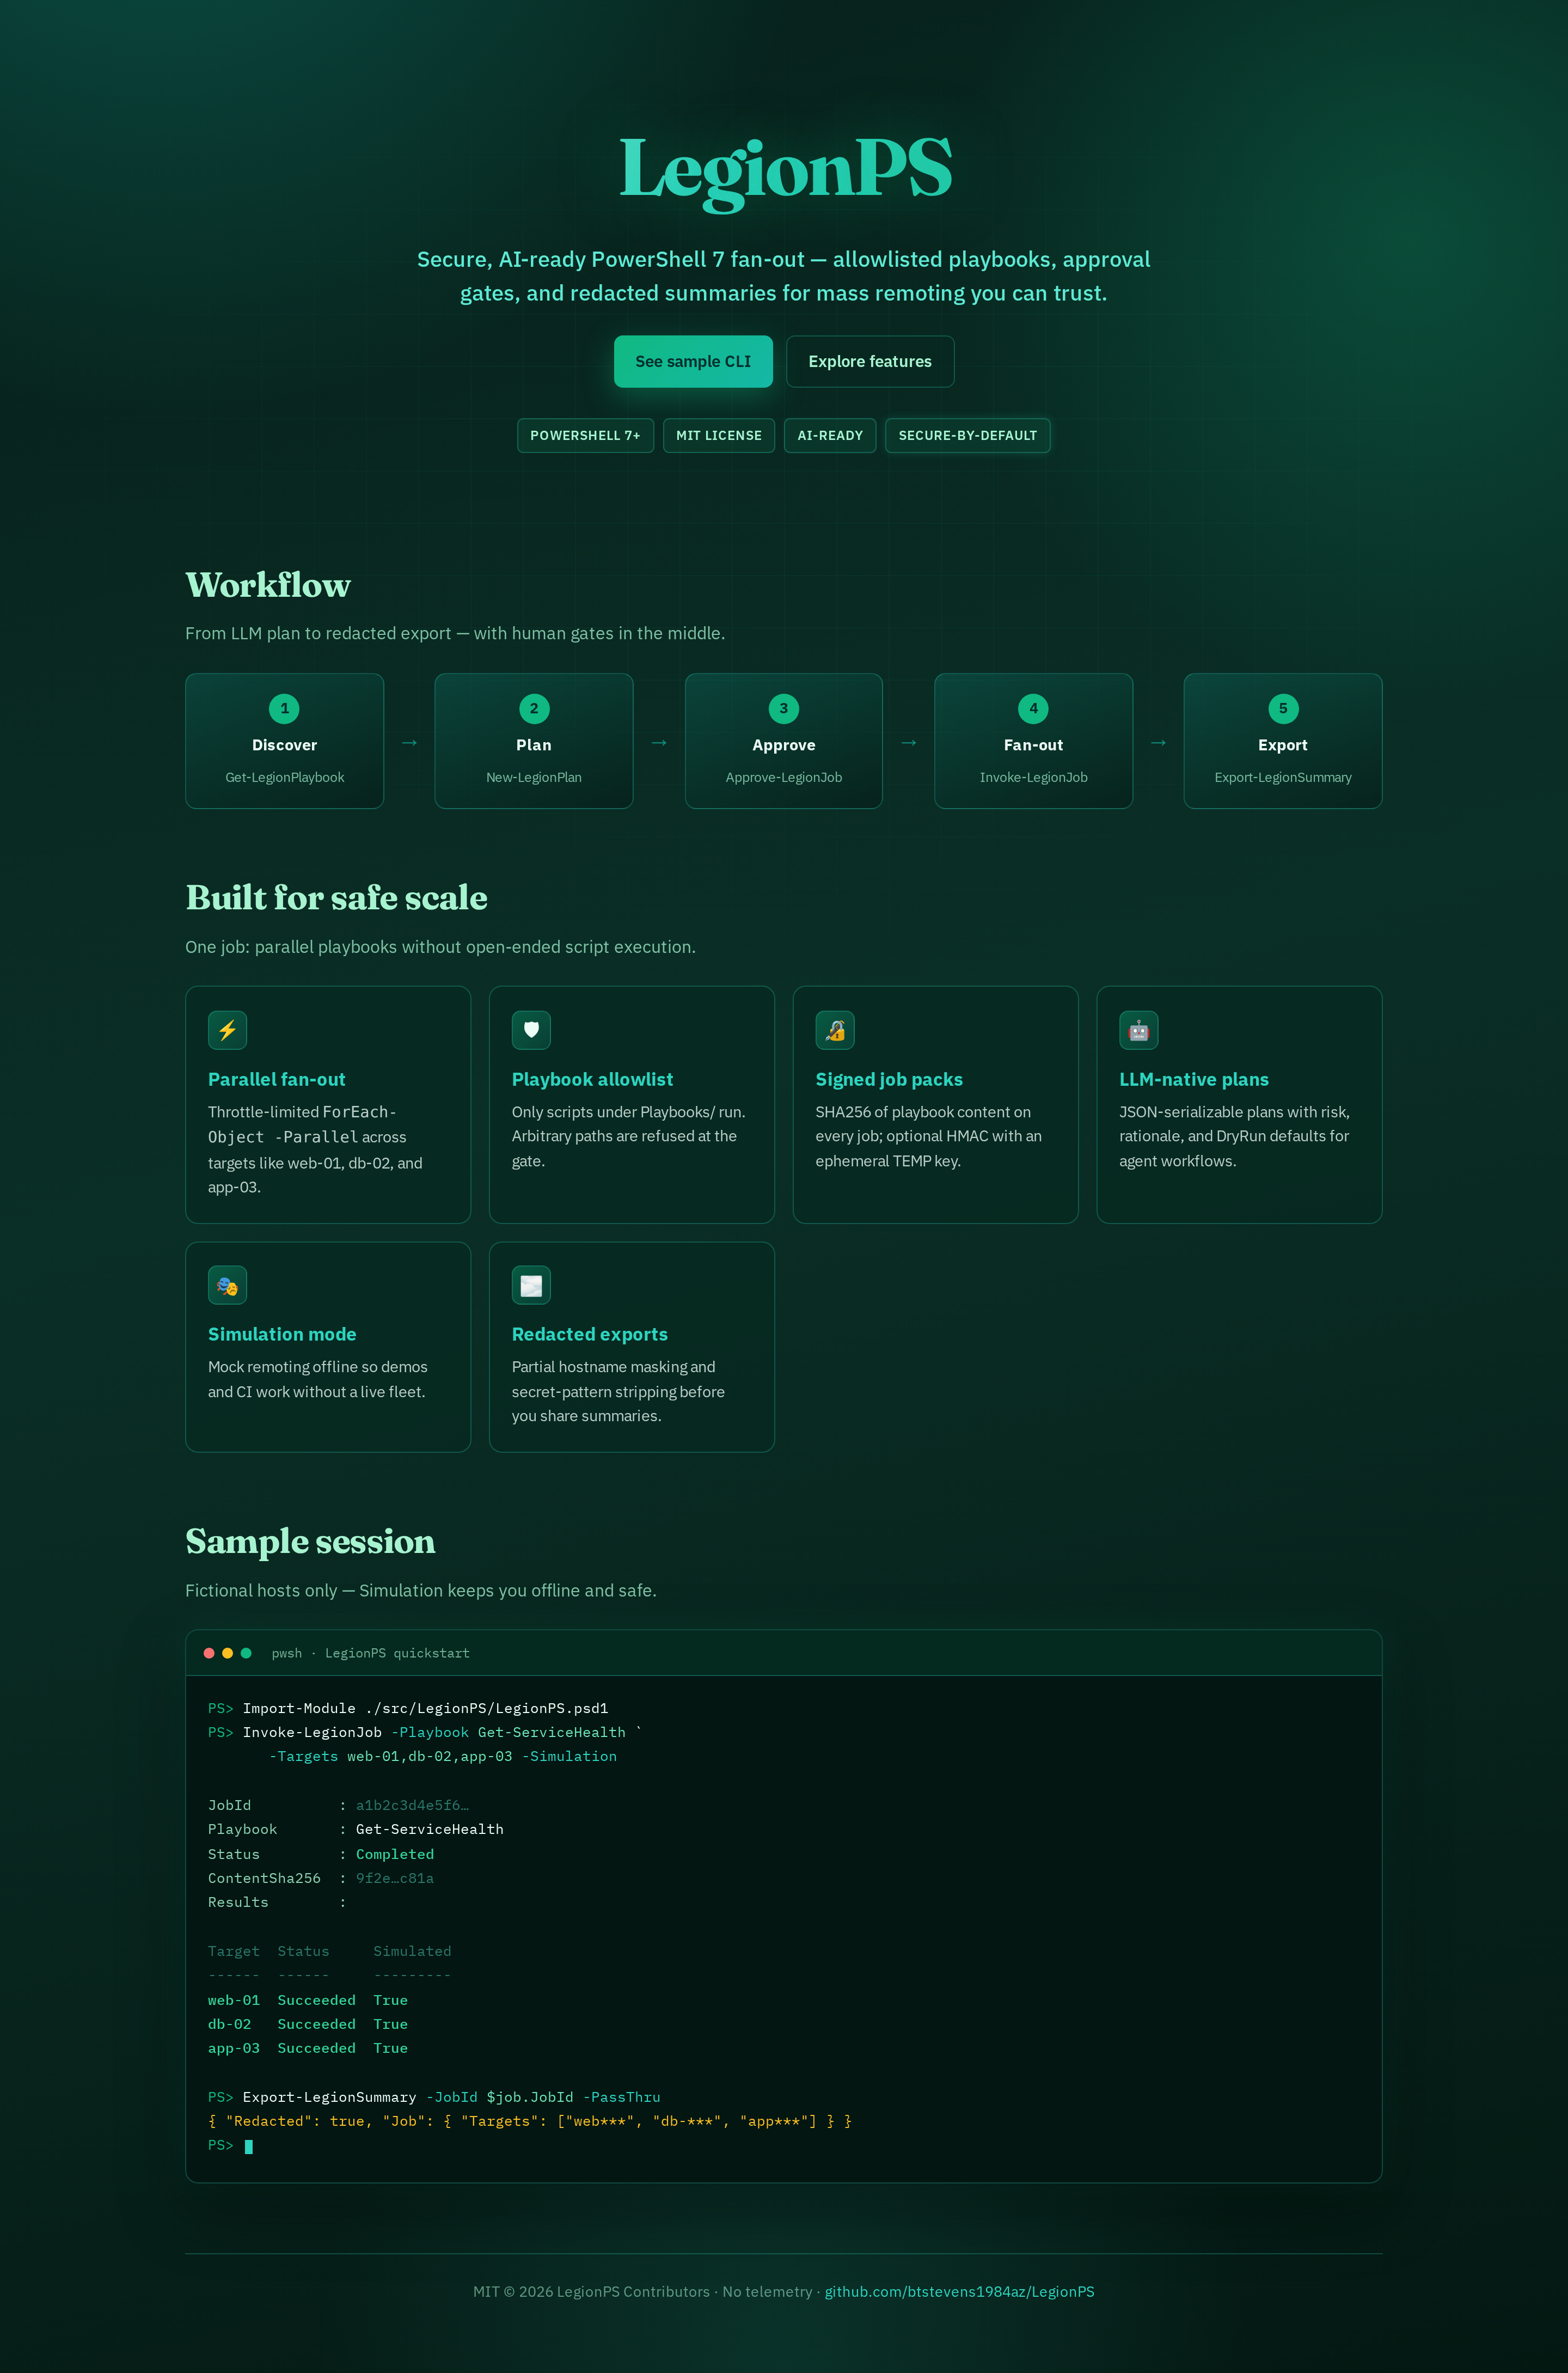 LegionPS
Secure, AI-ready PowerShell 7 fan-out — allowlisted playbooks, approval
gates, and redacted summaries for mass remoting you can trust.
See sample CLI
Explore features
POWERSHELL 7+
MIT LICENSE
AI-READY
SECURE-BY-DEFAULT
Workflow
From LLM plan to redacted export — with human gates in the middle.
1
Discover
Get-LegionPlaybook
→
2
Plan
New-LegionPlan
→
3
Approve
Approve-LegionJob
→
4
Fan-out
Invoke-LegionJob
→
5
Export
Export-LegionSummary
Built for safe scale
One job: parallel playbooks without open-ended script execution.
Parallel fan-out
Throttle-limited ForEach-
Object -Parallel across
targets like web-01, db-02, and
app-03.
Playbook allowlist
Only scripts under Playbooks/ run.
Arbitrary paths are refused at the
gate.
Signed job packs
SHA256 of playbook content on
every job; optional HMAC with an
ephemeral TEMP key.
LLM-native plans
JSON-serializable plans with risk,
rationale, and DryRun defaults for
agent workflows.
Simulation mode
Mock remoting offline so demos
and CI work without a live fleet.
Redacted exports
Partial hostname masking and
secret-pattern stripping before
you share summaries.
Sample session
Fictional hosts only — Simulation keeps you offline and safe.
pwsh · LegionPS quickstart
PS> Import-Module ./src/LegionPS/LegionPS.psd1
PS> Invoke-LegionJob -Playbook Get-ServiceHealth `
-Targets web-01,db-02,app-03 -Simulation
JobId : a1b2c3d4e5f6…
Playbook : Get-ServiceHealth
Status : Completed
ContentSha256 : 9f2e…c81a
Results :
Target Status Simulated
------ ------ ---------
web-01 Succeeded True
db-02 Succeeded True
app-03 Succeeded True
PS> Export-LegionSummary -JobId $job.JobId -PassThru
{ "Redacted": true, "Job": { "Targets": ["web***", "db-***", "app***"] } }
PS>
MIT © 2026 LegionPS Contributors · No telemetry · github.com/btstevens1984az/LegionPS